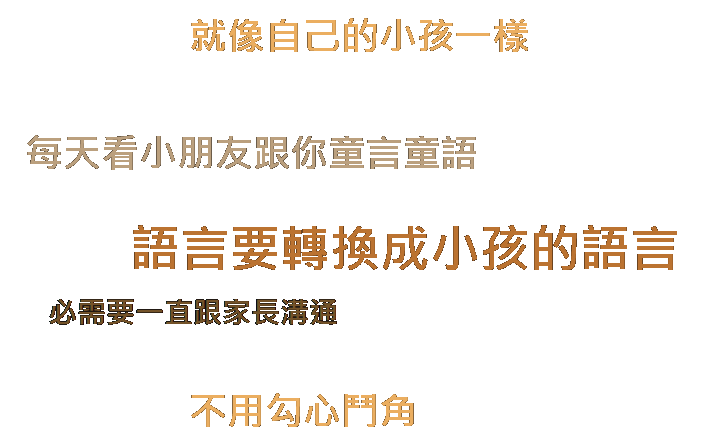 就像自己的小孩一樣
每天看小朋友跟你童言童語
語言要轉換成小孩的語言
必需要一直跟家長溝通
不用勾心鬥角